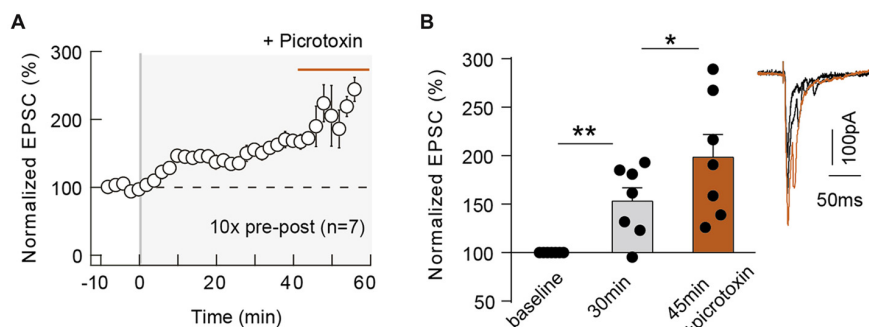 A
+ Picrotoxin
Normalized EPSC (%)
300
200
100
0
10x pre-post (n=7)
-10 0 20 40 60
Time (min)
B
Normalized EPSC (%)
300
250
200
150
100
50
**
*
baseline
30min
45min
+picrotoxin
100pA
50ms